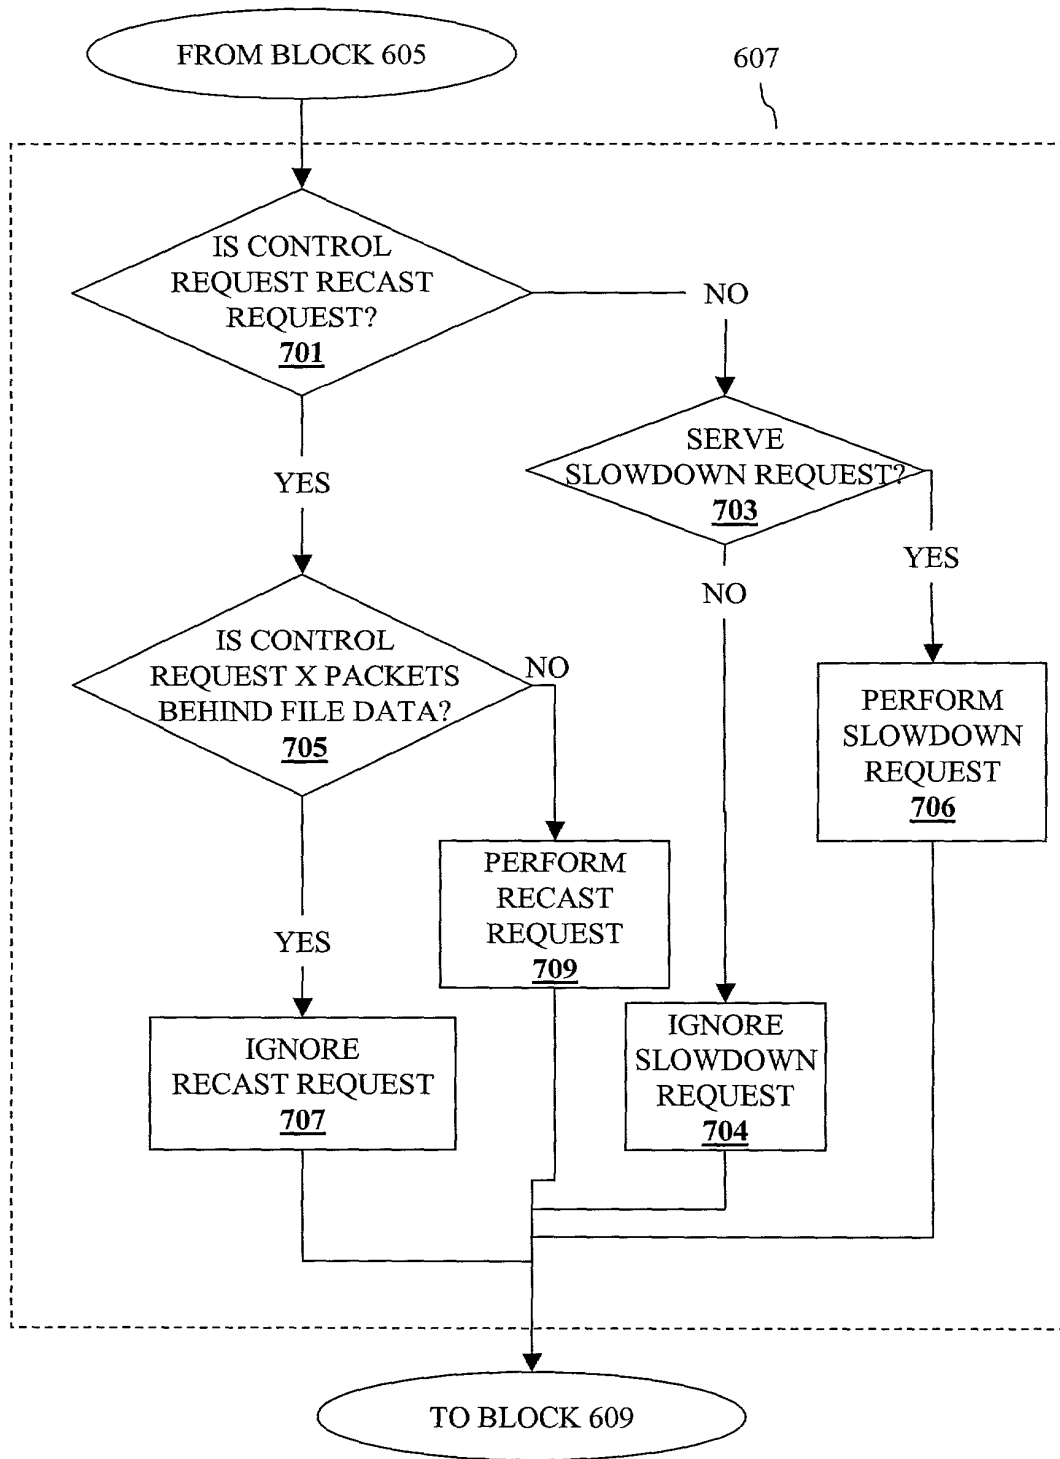 FROM BLOCK 605
607
IS CONTROL
REQUEST RECAST
REQUEST?
701
NO
YES
SERVE
SLOWDOWN REQUEST?
703
YES
NO
IS CONTROL
REQUEST X PACKETS
BEHIND FILE DATA?
705
NO
PERFORM
SLOWDOWN
REQUEST
706
PERFORM
RECAST
REQUEST
709
YES
IGNORE
RECAST REQUEST
707
IGNORE
SLOWDOWN
REQUEST
704
TO BLOCK 609